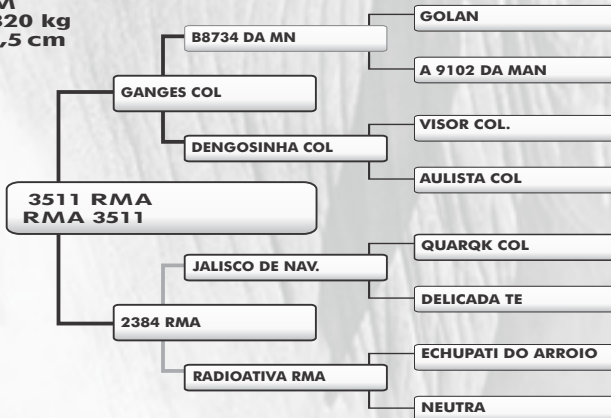 M
320 kg
,5 cm
GOLAN
B8734 DA MN
A 9102 DA MAN
GANGES COL
VISOR COL.
DENGOSINHA COL
AULISTA COL
3511 RMA
RMA 3511
QUARQK COL
JALISCO DE NAV.
DELICADA TE
2384 RMA
ECHUPATI DO ARROIO
RADIOATIVA RMA
NEUTRA